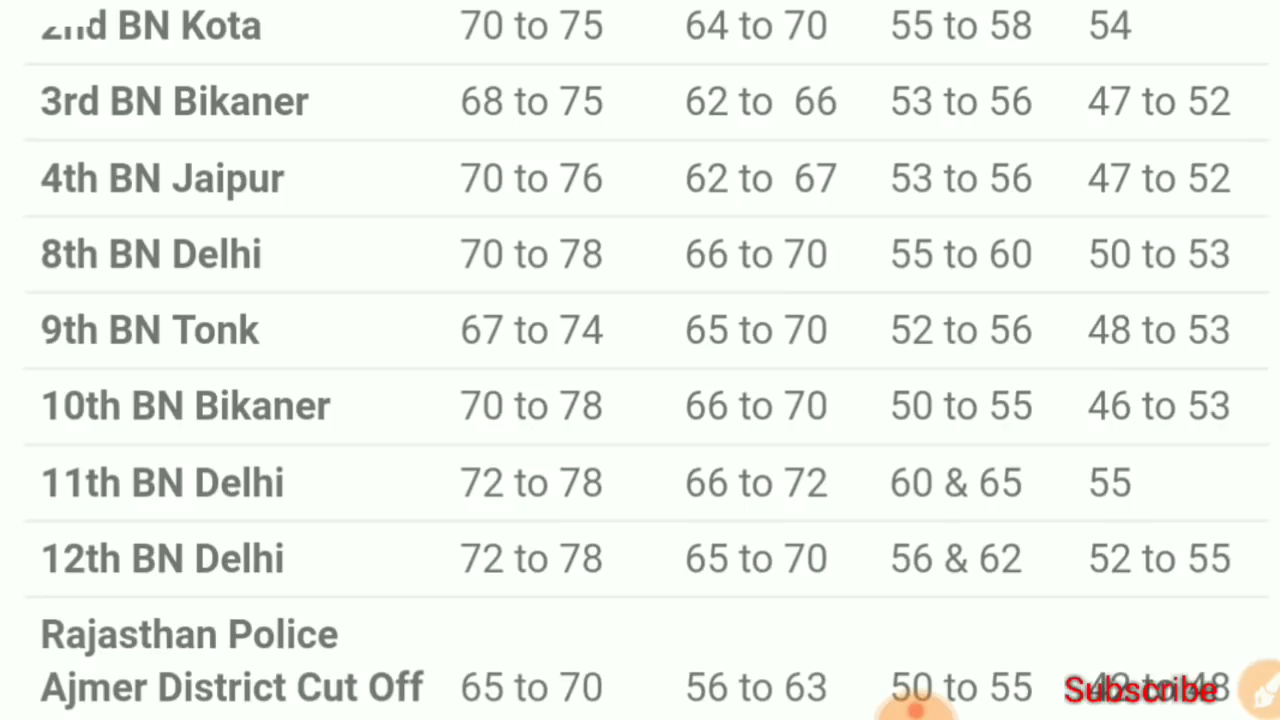 2nd BN Kota 70 to 75 64 to 70 55 to 58 54
3rd BN Bikaner 68 to 75 62 to 66 53 to 56 47 to 52
4th BN Jaipur 70 to 76 62 to 67 53 to 56 47 to 52
8th BN Delhi 70 to 78 66 to 70 55 to 60 50 to 53
9th BN Tonk 67 to 74 65 to 70 52 to 56 48 to 53
10th BN Bikaner 70 to 78 66 to 70 50 to 55 46 to 53
11th BN Delhi 72 to 78 66 to 72 60 & 65 55
12th BN Delhi 72 to 78 65 to 70 56 & 62 52 to 55
Rajasthan Police
Ajmer District Cut Off 65 to 70 56 to 63 50 to 55
Subscribe